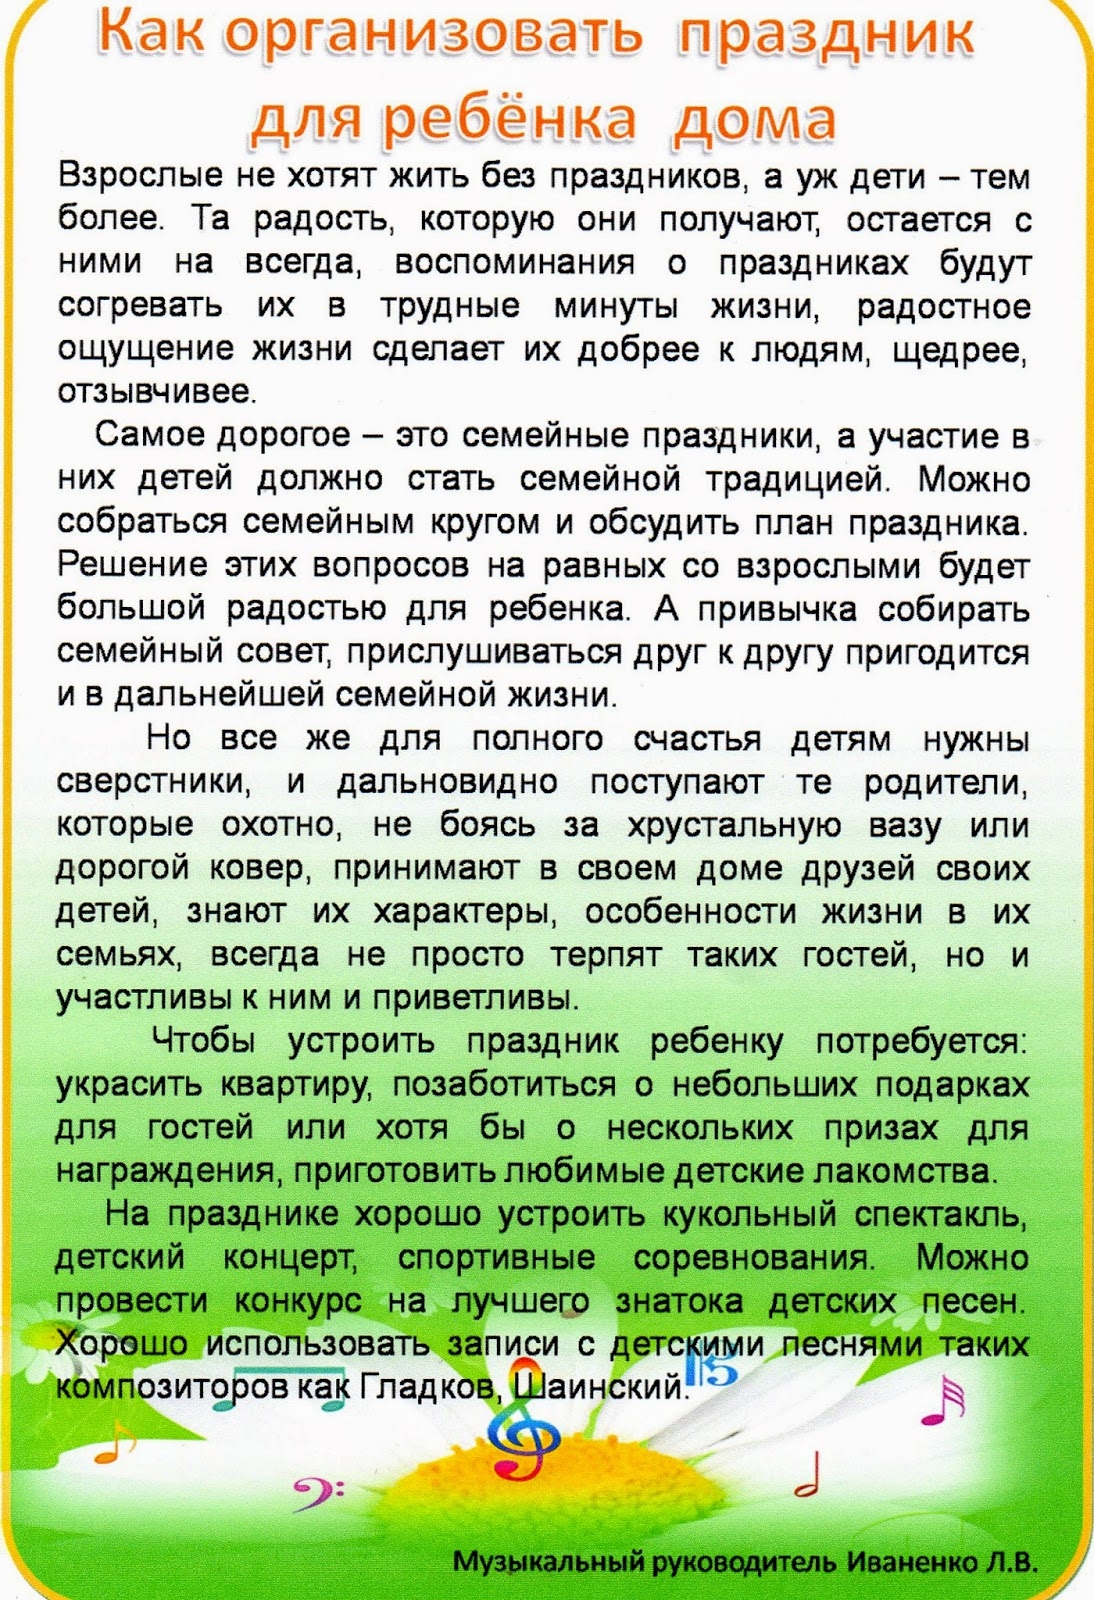 Как организовать праздник
для ребёнка дома
Взрослые не хотят жить без праздников, а уж дети – тем
более. Та радость, которую они получают, остается с
ними на всегда, воспоминания о праздниках будут
согревать их в трудные минуты жизни, радостное
ощущение жизни сделает их добрее к людям, щедрее,
отзывчивее.
Самое дорогое – это семейные праздники, а участие в
них детей должно стать семейной традицией. Можно
собраться семейным кругом и обсудить план праздника.
Решение этих вопросов на равных со взрослыми будет
большой радостью для ребенка. А привычка собирать
семейный совет, прислушиваться друг к другу пригодится
и в дальнейшей семейной жизни.
Но все же для полного счастья детям нужны
сверстники, и дальновидно поступают те родители,
которые охотно, не боясь за хрустальную вазу или
дорогой ковер, принимают в своем доме друзей своих
детей, знают их характеры, особенности жизни в их
семьях, всегда не просто терпят таких гостей, но и
участливы к ним и приветливы.
Чтобы устроить праздник ребенку потребуется:
украсить квартиру, позаботиться о небольших подарках
для гостей или хотя бы о нескольких призах для
награждения, приготовить любимые детские лакомства.
На празднике хорошо устроить кукольный спектакль,
детский концерт, спортивные соревнования. Можно
провести конкурс на лучшего знатока детских песен.
Хорошо использовать записи с детскими песнями таких
композиторов как Гладков, Шаинский.
Музыкальный руководитель Иваненко Л.В.